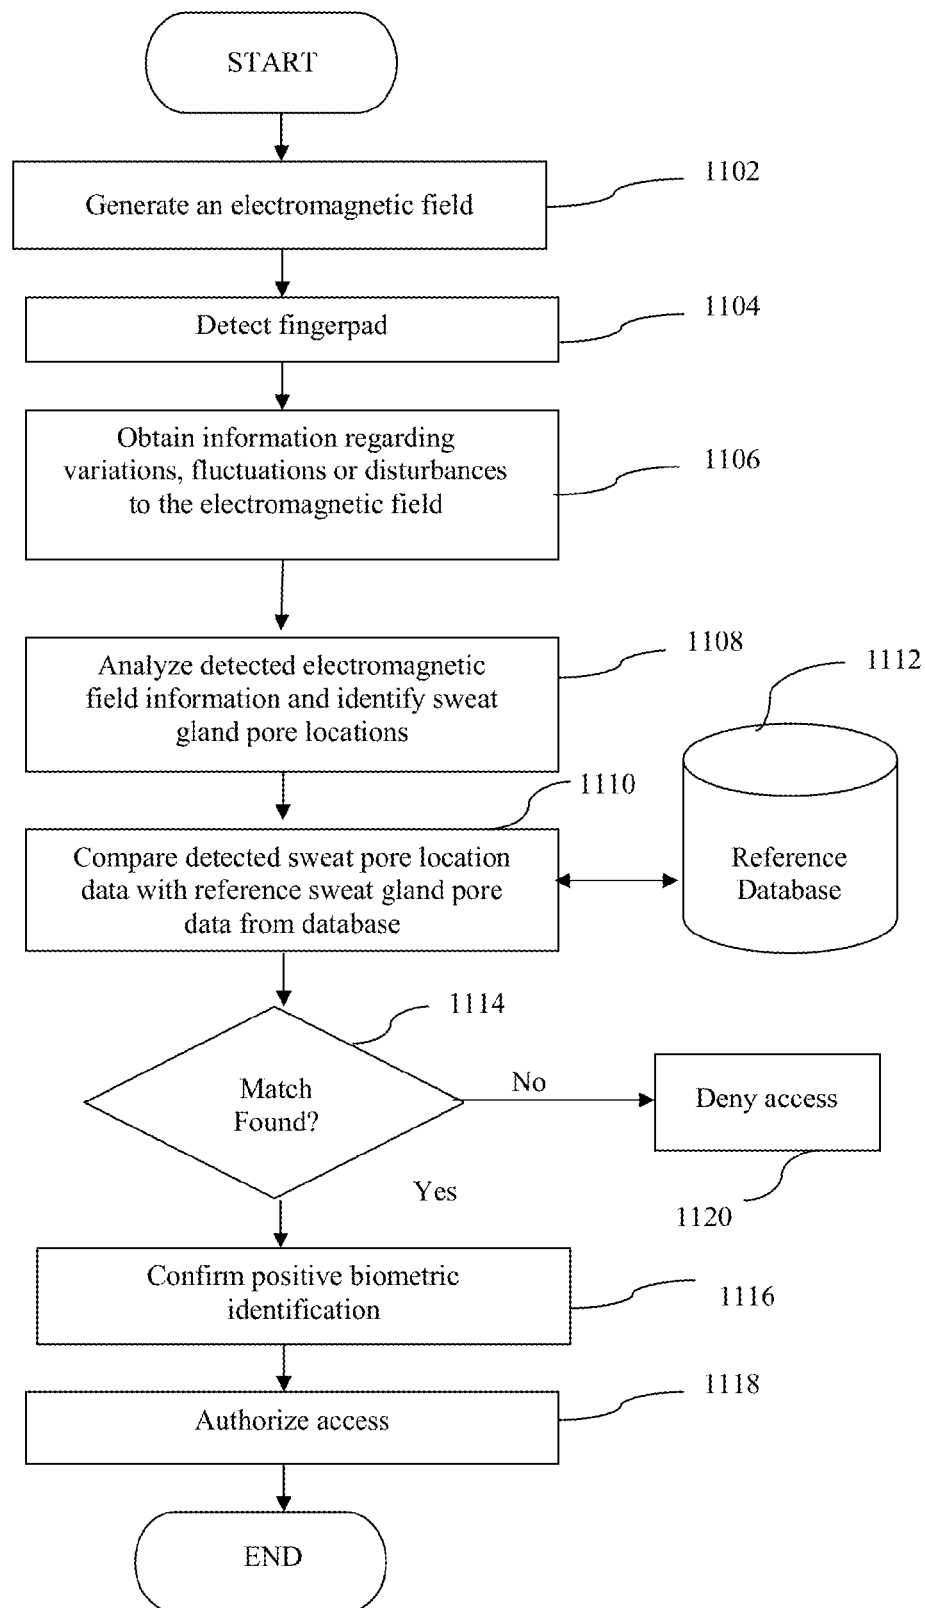 START
1102
Generate an electromagnetic field
1104
Detect fingerpad
Obtain information regarding
variations, fluctuations or disturbances
to the electromagnetic field
1106
1108
Analyze detected electromagnetic
field information and identify sweat
gland pore locations
1112
1110
Compare detected sweat pore location
data with reference sweat gland pore
data from database
Reference
Database
1114
Match
Found?
No
Deny access
Yes
1120
Confirm positive biometric
identification
1116
1118
Authorize access
END